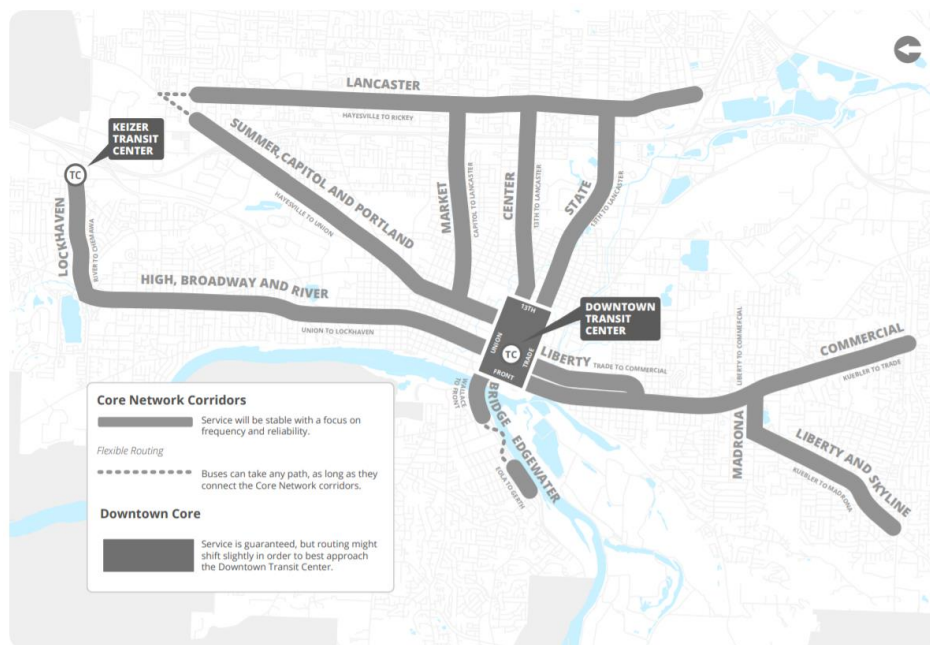 LANCASTER
HAYESVILLE TO RICKEY
KEIZER
TRANSIT
CENTER
TC
LOCKHAVEN
RIVER TO CHEMAWA
SUMMER, CAPITOL AND PORTLAND
HAYESVILLE TO UNION
MARKET
CAPITOL TO LANCASTER
CENTER
13TH TO LANCASTER
STATE
13TH TO LANCASTER
HIGH, BROADWAY AND RIVER
UNION TO LOCKHAVEN
13TH
UNION
TC
TRADE
FRONT
DOWNTOWN
TRANSIT
CENTER
LIBERTY
TRADE TO COMMERCIAL
LIBERTY TO COMMERCIAL
COMMERCIAL
KUEBLER TO TRADE
MADRONA
LIBERTY AND SKYLINE
KUEBLER TO MADRONA
WALLACE
TO FRONT
BRIDGE
EDGEWATER
EOLA TO GERTH
Core Network Corridors
Service will be stable with a focus on
frequency and reliability.
Flexible Routing
Buses can take any path, as long as they
connect the Core Network corridors.
Downtown Core
Service is guaranteed, but routing might
shift slightly in order to best approach
the Downtown Transit Center.